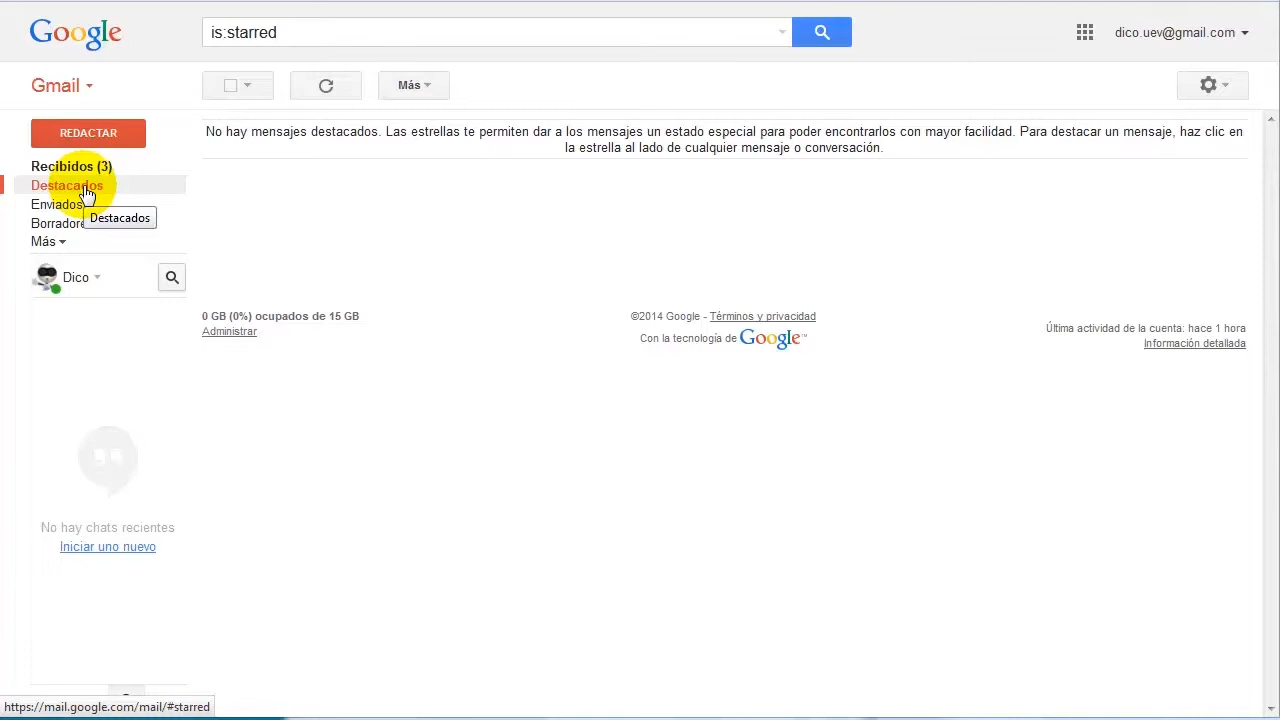 Google
is:starred
dico.uev@gmail.com
Gmail
Más
REDACTAR
No hay mensajes destacados. Las estrellas te permiten dar a los mensajes un estado especial para poder encontrarlos con mayor facilidad. Para destacar un mensaje, haz clic en
la estrella al lado de cualquier mensaje o conversación.
Recibidos (3)
Destacados
Enviados
Borradore
Destacados
Más
Dico
0 GB (0%) ocupados de 15 GB
Administrar
©2014 Google - Términos y privacidad
Con la tecnología de Google™
Última actividad de la cuenta: hace 1 hora
Información detallada
No hay chats recientes
Iniciar uno nuevo
https://mail.google.com/mail/#starred